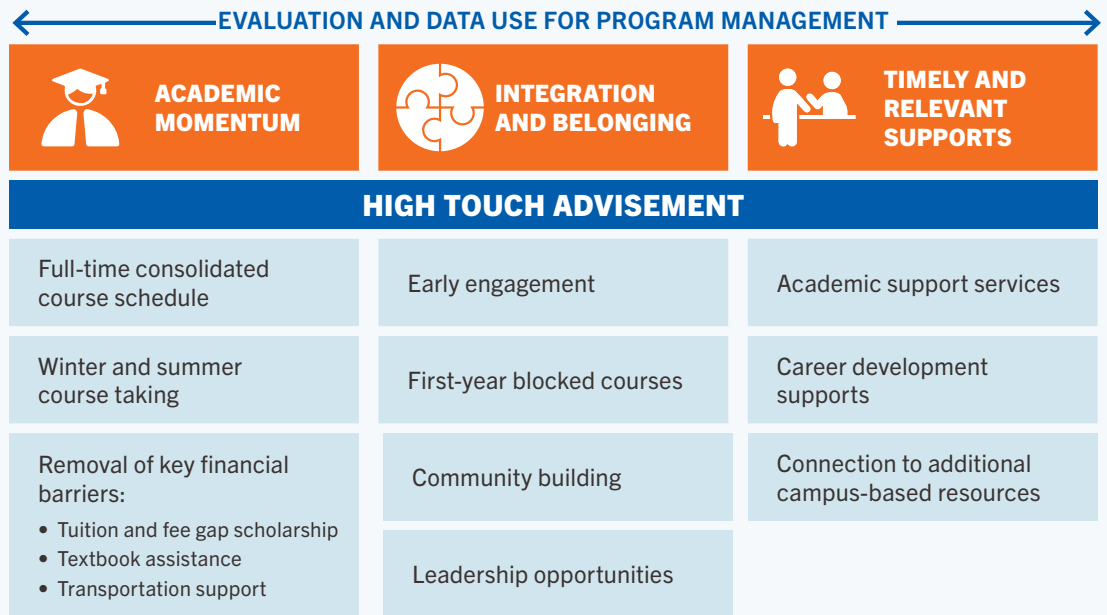 EVALUATION AND DATA USE FOR PROGRAM MANAGEMENT
ACADEMIC
MOMENTUM
INTEGRATION
AND BELONGING
TIMELY AND
RELEVANT
SUPPORTS
HIGH TOUCH ADVISEMENT
Full-time consolidated
course schedule
Winter and summer
course taking
Removal of key financial
barriers:
• Tuition and fee gap scholarship
• Textbook assistance
• Transportation support
Early engagement
First-year blocked courses
Community building
Leadership opportunities
Academic support services
Career development
supports
Connection to additional
campus-based resources